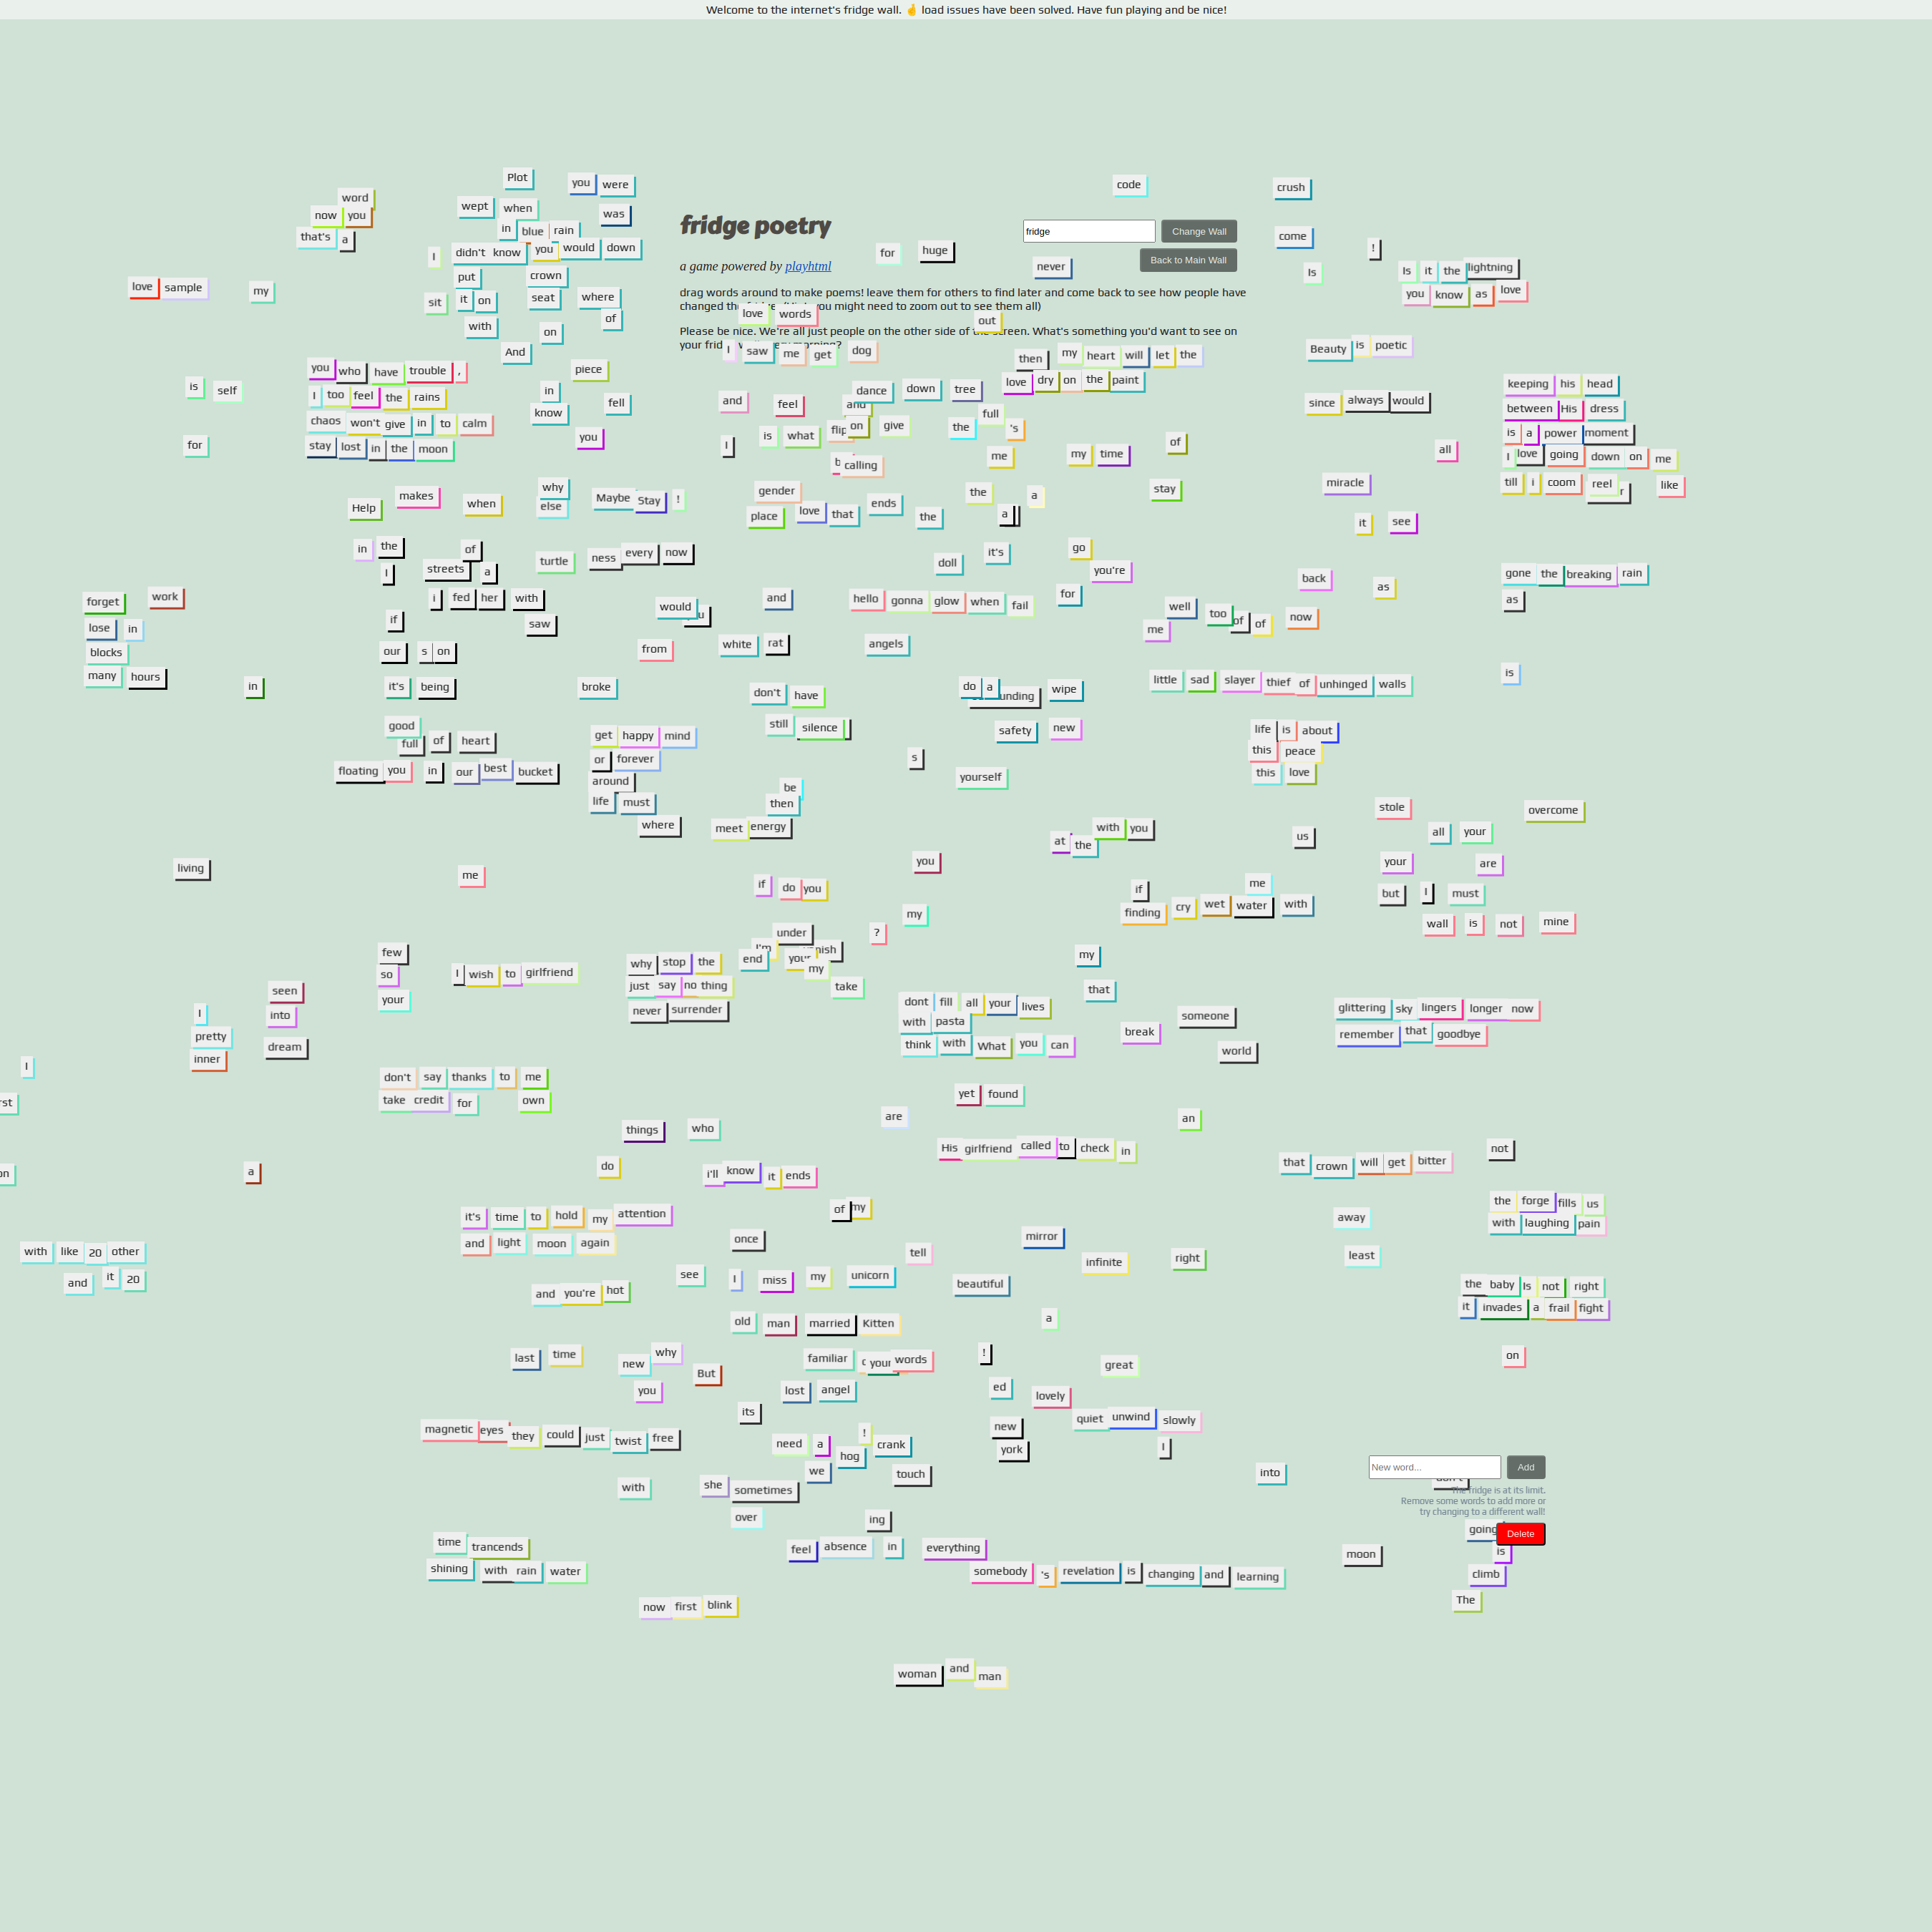 Welcome to the internet's fridge wall. 🤞 load issues have been solved. Have fun playing and be nice!
fridge poetry
a game powered by playhtml
fridge
Change Wall
Back to Main Wall
drag words around to make poems! leave them for others to find later and come back to see how people have
changed the fridge. (Hint: you might need to zoom out to see them all)
Please be nice. We're all just people on the other side of the screen. What's something you'd want to see on
your fridge wall every morning?
Plot
you were
code
crush
word
now you
that's a
wept when
was
in blue rain
I didn't know you would down
for huge
never
come
!
Is
Is it the lightning
you know as love
love sample my
put crown
sit it on seat where
with on of
And
love words
out
I saw me get dog
then my heart will let the
love dry on the paint
Beauty is poetic
you who have trouble ,
I too feel the rains
chaos won't give in to calm
stay lost in the moon
piece
in
know fell
you
is self
for
and feel
dance down tree
and
full
I is what flip on give the 's
calling
me my time of
since always would
all
keeping his head
between His dress
is a power moment
I love going down on me
till i coom reel r like
Help makes when
why
else
Maybe Stay !
gender
place love that ends the
the a
a
stay
miracle
it see
in the of
I streets a
i fed her with
if saw
our s on
it's being
turtle ness every now
doll it's go
you're
for
back as
gone the breaking rain
as
forget work
lose in
blocks
many hours
in
would
and
hello gonna glow when fail
well too of of now
me
from white rat angels
broke
don't have
do a wipe
little sad slayer thief of unhinged walls
is
good
full of heart
floating you in our best bucket
still silence
safety new
get happy mind
or forever
around
life must
where
life is about
this peace
this love
s
yourself
be
then
meet energy
stole overcome
all your
your are
but I must
wall is not mine
at the with you
us
living
me
you
if do you
my
if me
finding cry wet water with
few
so
your
I wish to girlfriend
under ?
I'm
end your
my
take
why stop the
just say no thing
never surrender
my
that
seen
into
dream
I
pretty
inner
dont fill all your lives
with pasta
think with What you can
break someone
world
glittering sky lingers longer now
remember that goodbye
I
rst
don't say thanks to me
take credit for own
yet found
are
an
things who
do
i'll know it ends
His girlfriend called to check in
not
that crown will get bitter
on
a
it's time to hold my attention
and light moon again
of my
the forge fills us
with laughing pain
away
least
once
tell
mirror
infinite right
with like 20 other
and it 20
see I miss my unicorn
beautiful
and you're hot
the baby Is not right
it invades a frail fight
old man married Kitten
a
last time
new why
you
But
familiar your words
lost angel
!
ed
great
lovely
on
its
quiet unwind slowly
I
magnetic eyes they could just twist free
need a ! crank
hog
we
touch
new
york
into
with
she sometimes
over
ing
New word...
Add
The fridge is at its limit.
Remove some words to add more or
try changing to a different wall!
Delete
time trancends
shining with rain water
feel absence in everything
somebody 's revelation is changing and learning
moon
going
is
climb
The
now first blink
woman and man